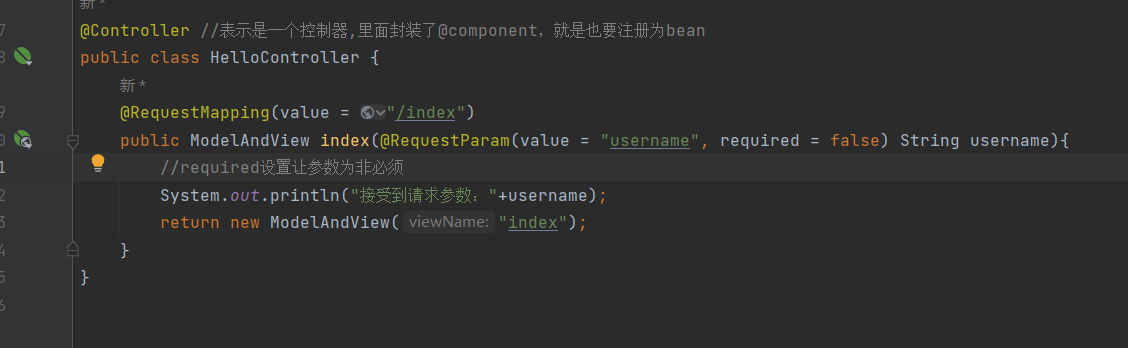 新 *
7 @Controller //表示是一个控制器,里面封装了@component，就是也要注册为bean
8 public class HelloController {
新 *
9 @RequestMapping(value = "/index")
0 public ModelAndView index(@RequestParam(value = "username", required = false) String username){
1 //required设置让参数为非必须
2 System.out.println("接受到请求参数："+username);
3 return new ModelAndView( viewName: "index");
4 }
5 }
6